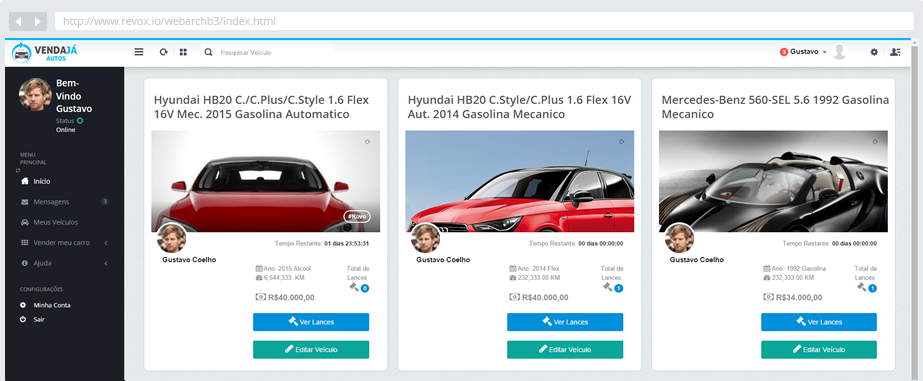 http://www.revox.io/webarchb3/index.html
VENDAJÁ
AUTOS
Pesquisar Veículo
3 Gustavo
Bem-
Vindo
Gustavo
Status
Online
MENU
PRINCIPAL
Início
Mensagens 3
Meus Veículos
Vender meu carro
Ajuda
CONFIGURAÇÕES
Minha Conta
Sair
Hyundai HB20 C./C.Plus/C.Style 1.6 Flex
16V Mec. 2015 Gasolina Automatico
#Novo
Tempo Restante: 01 dias 23:53:31
Gustavo Coelho
Ano: 2015 Alcool
6,544,333. KM
Total de
Lances
0
R$40.000,00
Ver Lances
Editar Veículo
Hyundai HB20 C.Style/C.Plus 1.6 Flex 16V
Aut. 2014 Gasolina Mecanico
Tempo Restante: 00 dias 00:00:00
Gustavo Coelho
Ano: 2014 Flex
232,333.00 KM
Total de
Lances
1
R$40.000,00
Ver Lances
Editar Veículo
Mercedes-Benz 560-SEL 5.6 1992 Gasolina
Mecanico
Tempo Restante: 00 dias 00:00:00
Gustavo Coelho
Ano: 1992 Gasolina
232,333.00 KM
Total de
Lances
1
R$34.000,00
Ver Lances
Editar Veículo